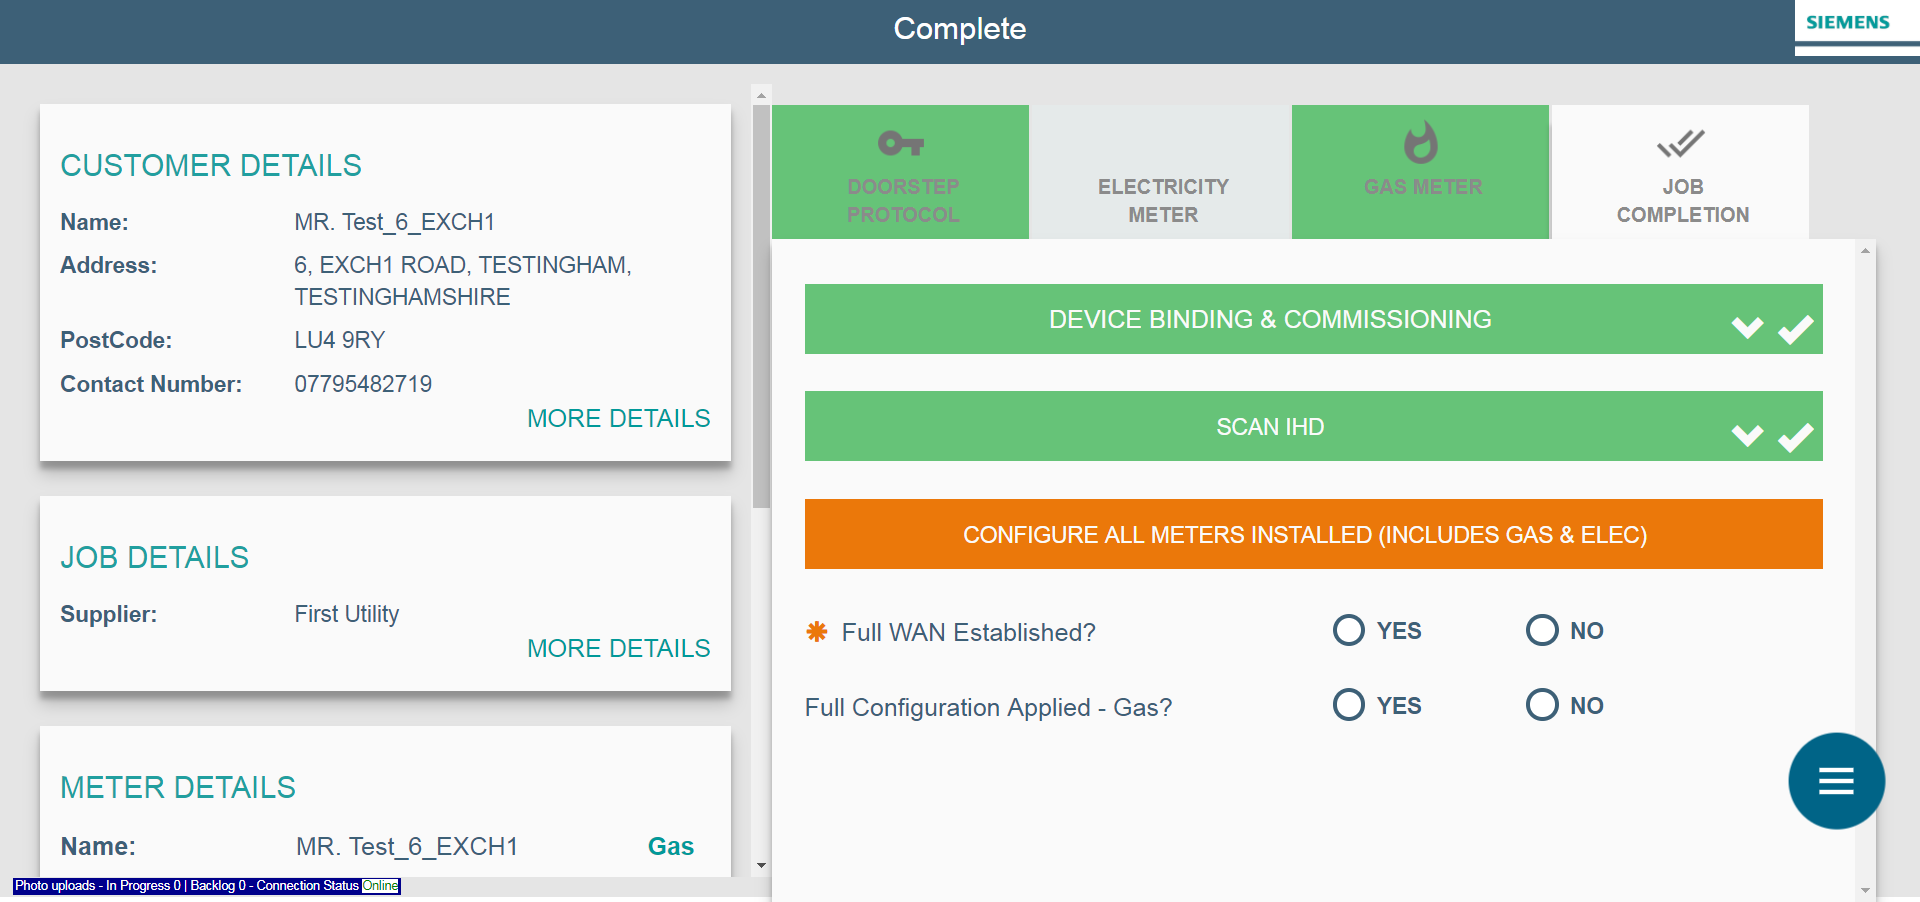 Complete
SIEMENS
CUSTOMER DETAILS
Name: MR. Test_6_EXCH1
Address: 6, EXCH1 ROAD, TESTINGHAM,
TESTINGHAMSHIRE
PostCode: LU4 9RY
Contact Number: 07795482719
MORE DETAILS
JOB DETAILS
Supplier: First Utility
MORE DETAILS
METER DETAILS
Name: MR. Test_6_EXCH1 Gas
Photo uploads - In Progress 0 | Backlog 0 - Connection Status Online
DOORSTEP
PROTOCOL
ELECTRICITY
METER
GAS METER
JOB
COMPLETION
DEVICE BINDING & COMMISSIONING
SCAN IHD
CONFIGURE ALL METERS INSTALLED (INCLUDES GAS & ELEC)
Full WAN Established? YES NO
Full Configuration Applied - Gas? YES NO